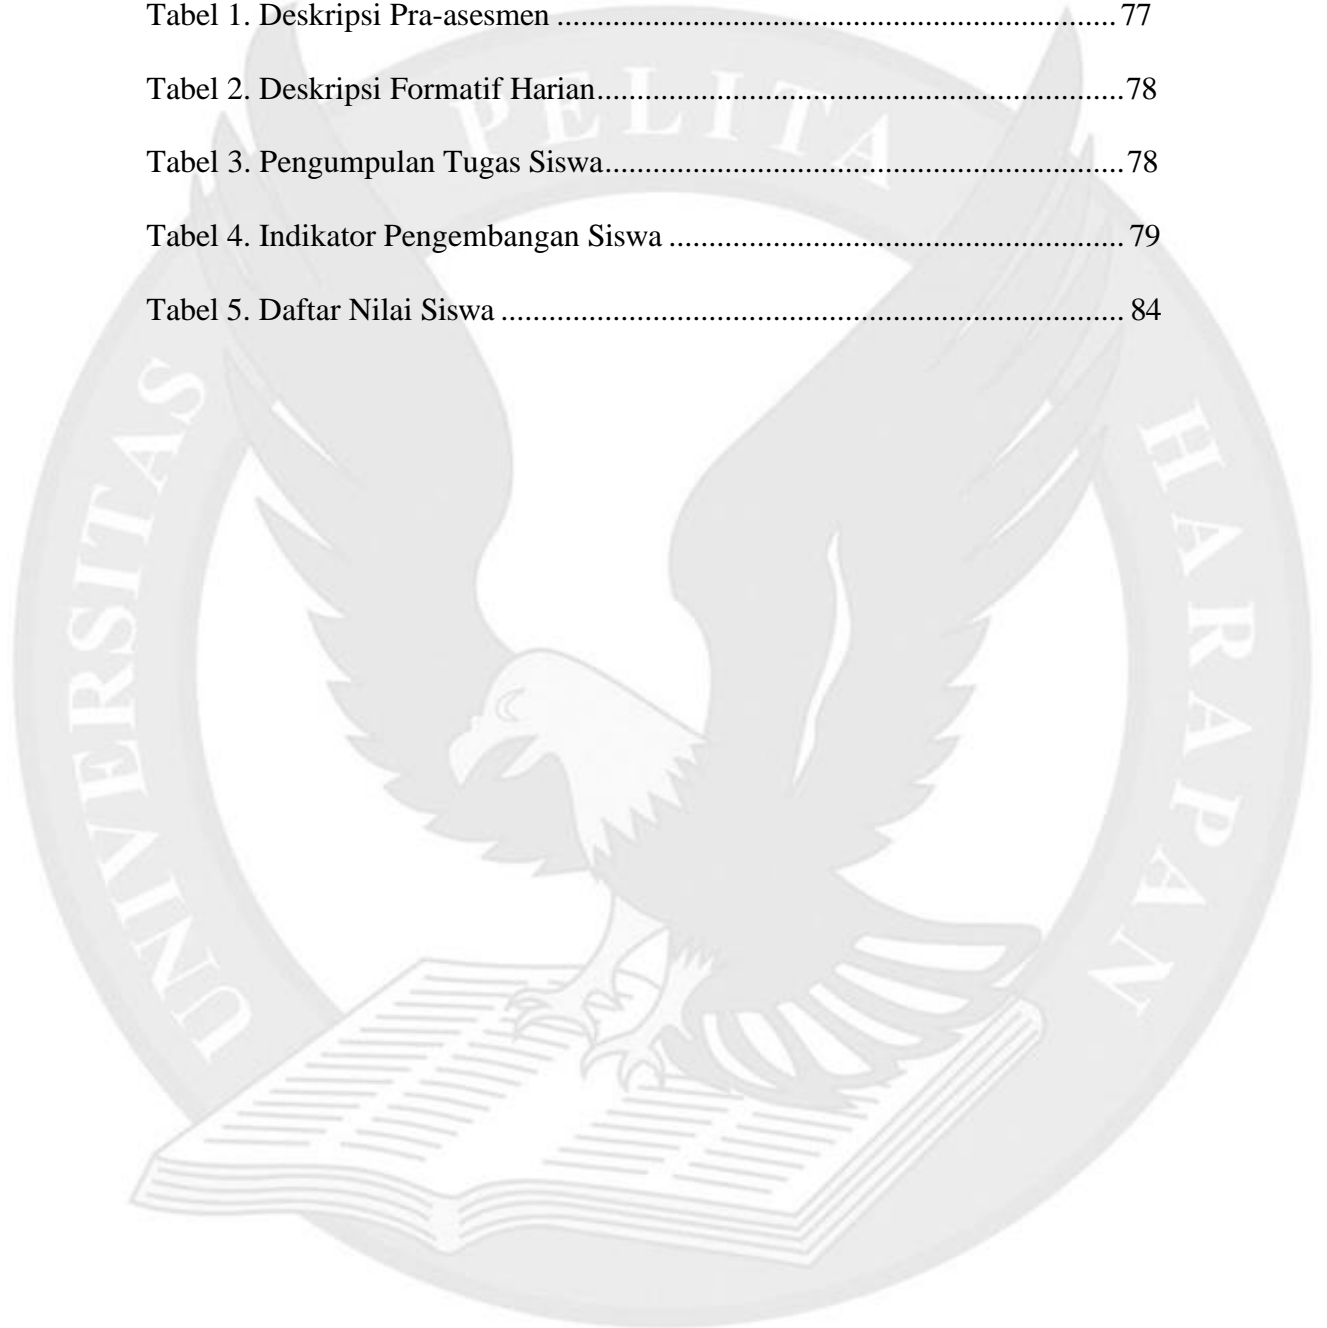 Tabel 1. Deskripsi Pra-asesmen ....................................................................... 77
Tabel 2. Deskripsi Formatif Harian................................................................... 78
Tabel 3. Pengumpulan Tugas Siswa.................................................................. 78
Tabel 4. Indikator Pengembangan Siswa .......................................................... 79
Tabel 5. Daftar Nilai Siswa ............................................................................... 84
UNIVERSITAS PELITA HARAPAN